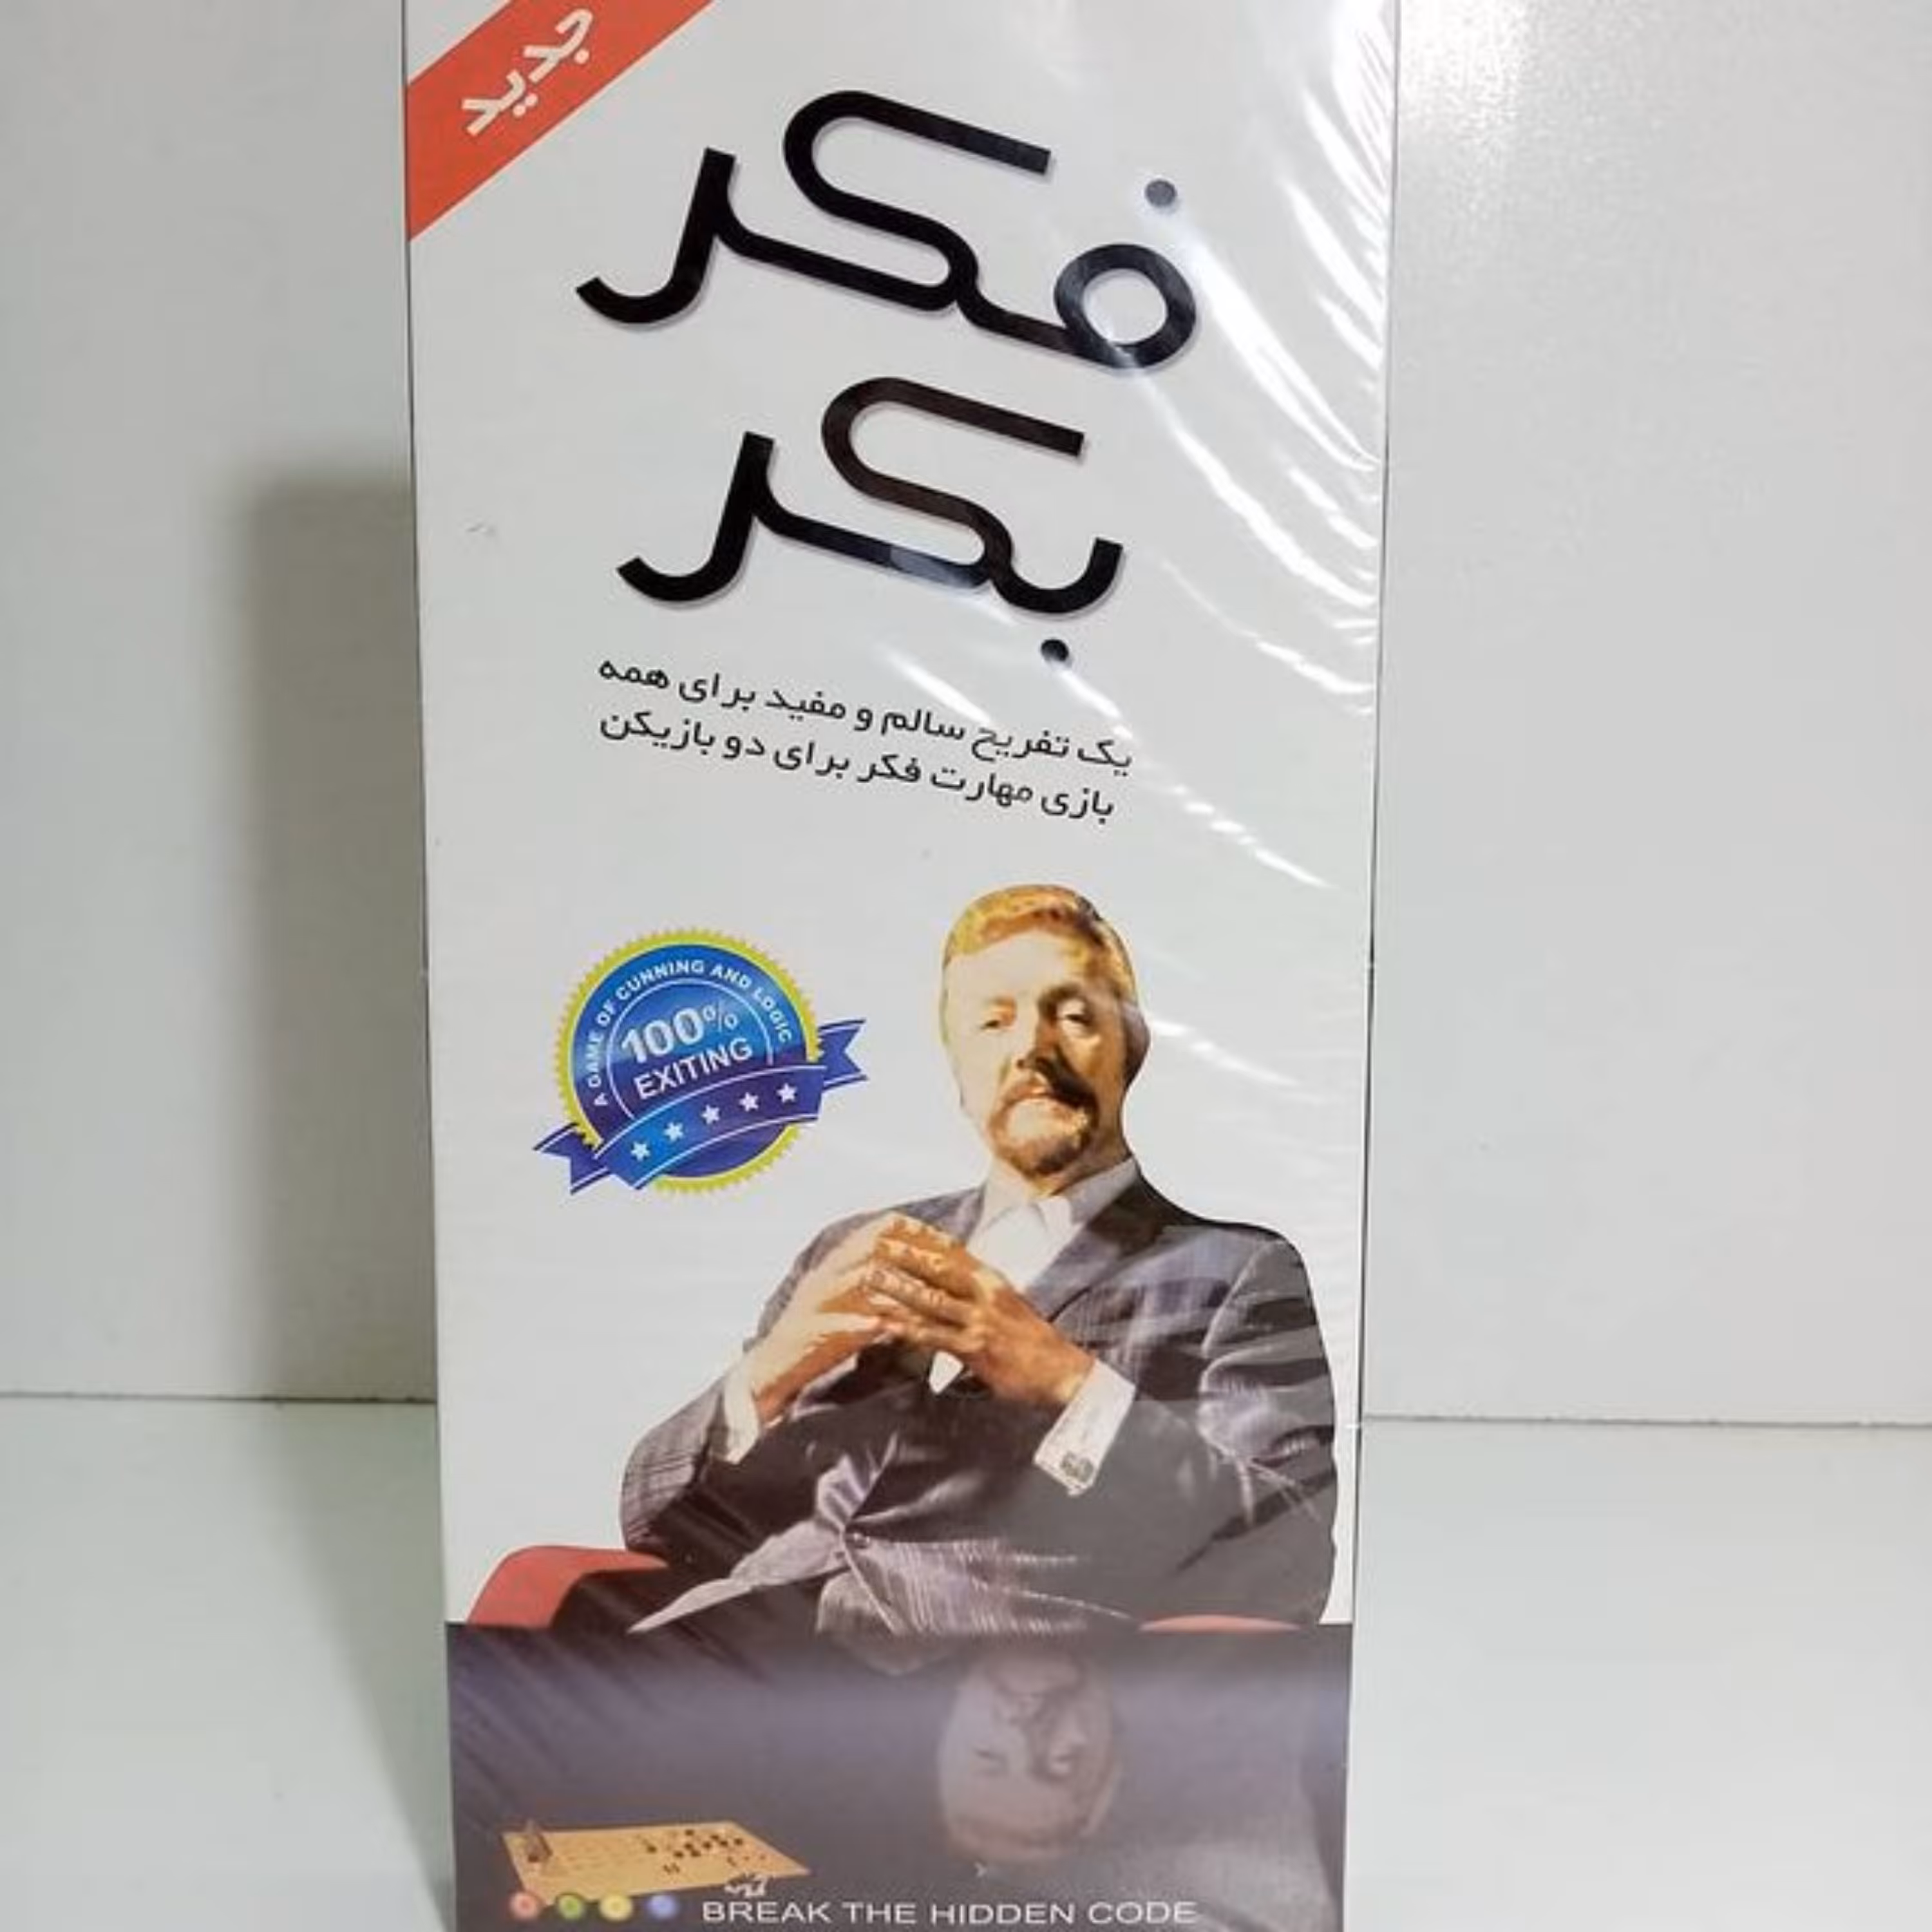 جدید
فکر
بکر
یک تفریح سالم و مفید برای همه
بازی مهارت فکر برای دو بازیکن
A GAME OF CUNNING AND LOGIC
100%
EXITING
BREAK THE HIDDEN CODE